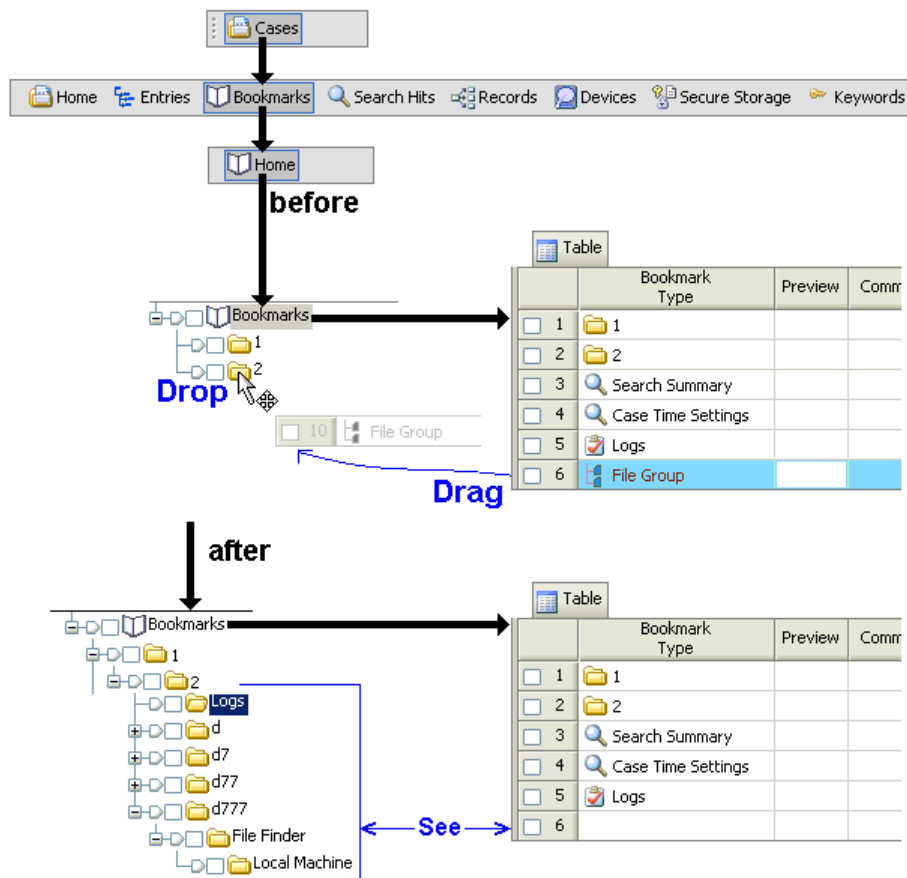 Cases
Home Entries Bookmarks Search Hits Records Devices Secure Storage Keywords
Home
before
Table
Bookmark Type Preview Comm
Bookmarks
1
2
Drop
10 File Group
Drag
1 1
2 2
3 Search Summary
4 Case Time Settings
5 Logs
6 File Group
after
Table
Bookmark Type Preview Comm
Bookmarks
1
2
Logs
d
d7
d77
d777
File Finder
Local Machine
See
1 1
2 2
3 Search Summary
4 Case Time Settings
5 Logs
6